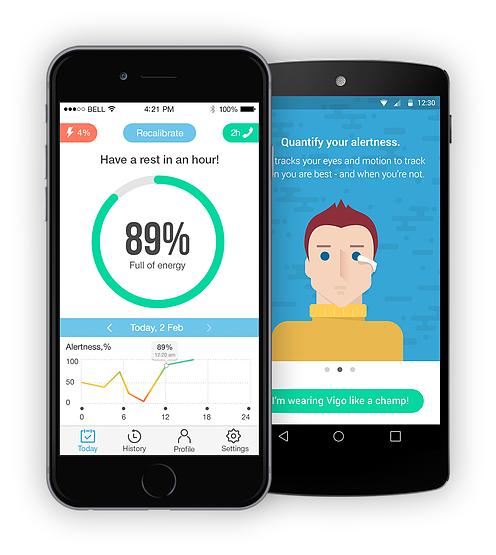 BELL 4:21 PM 100%
4% Recalibrate 2h
Have a rest in an hour!
89%
Full of energy
Today, 2 Feb
Alertness,%
89%
12:20 am
100
50
0
0 6 12 18 24
Today History Profile Settings
12:30
Quantify your alertness.
tracks your eyes and motion to track
you are best - and when you're not.
I'm wearing Vigo like a champ!